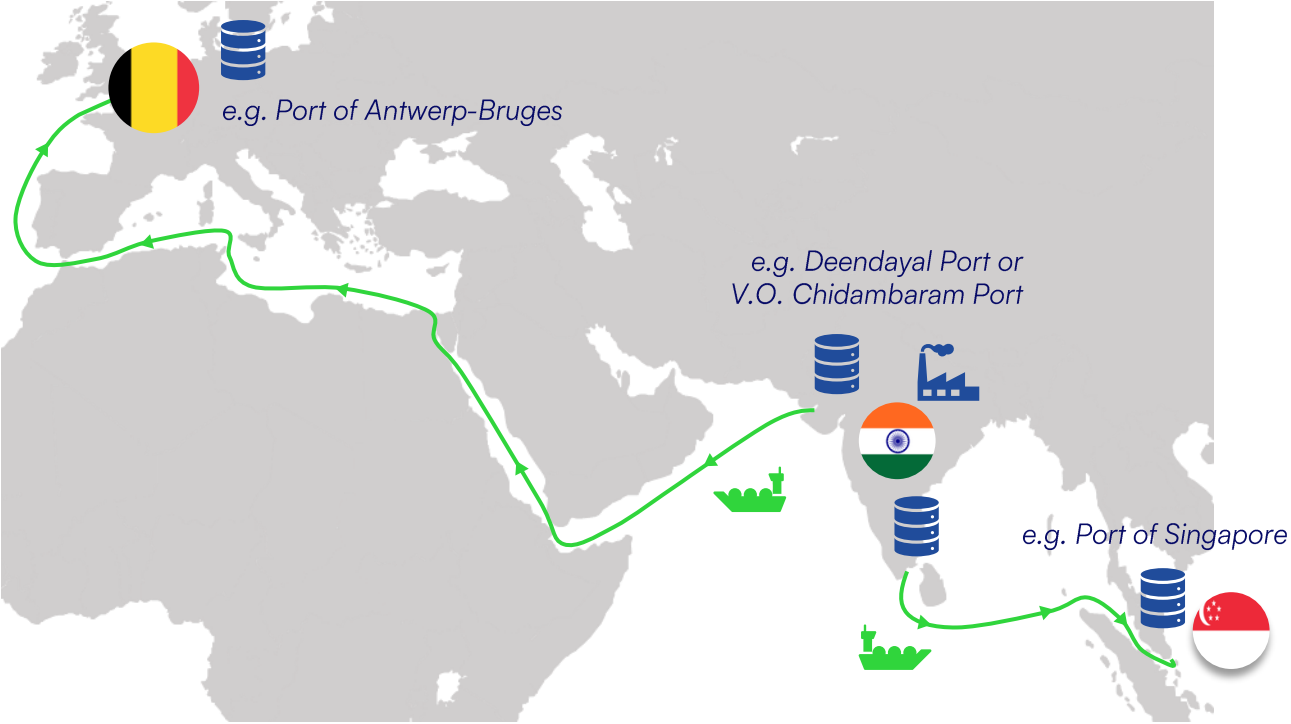 e.g. Port of Antwerp-Bruges
e.g. Deendayal Port or
V.O. Chidambaram Port
e.g. Port of Singapore